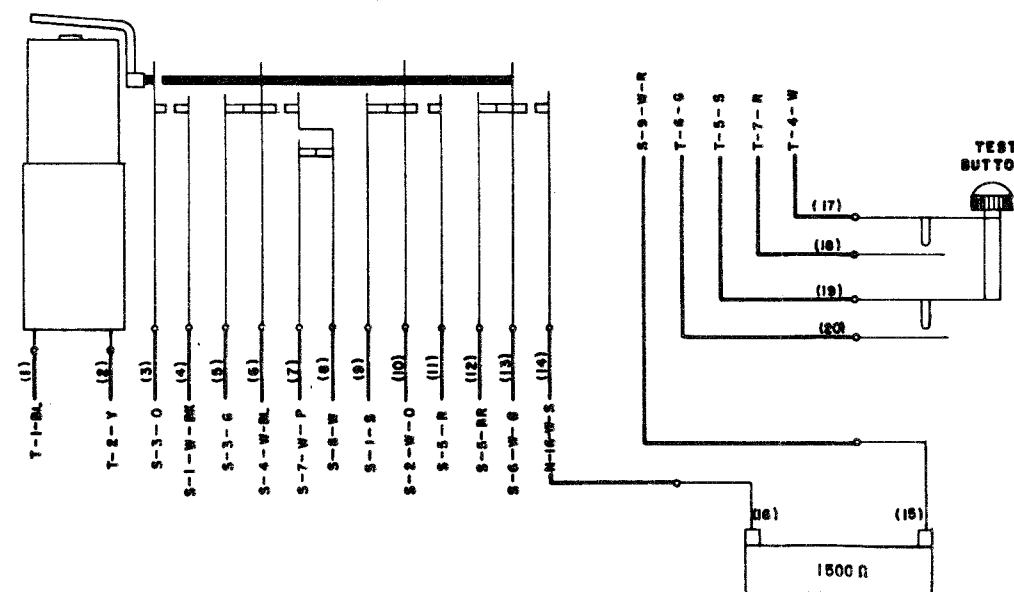 S-9-W-R
T-6-G
T-5-S
T-7-R
T-4-W
TEST
BUTTO
(17)
(18)
(19)
(20)
(1)
(2)
(3)
(4)
(5)
(6)
(7)
(8)
(9)
(10)
(11)
(12)
(13)
(14)
T-1-BL
T-2-Y
S-3-O
S-1-W-BK
S-3-G
S-4-W-BL
S-7-W-P
S-8-W
S-1-S
S-2-W-O
S-5-R
S-5-BR
S-6-W-G
W-S
(16)
(15)
1500 Ω